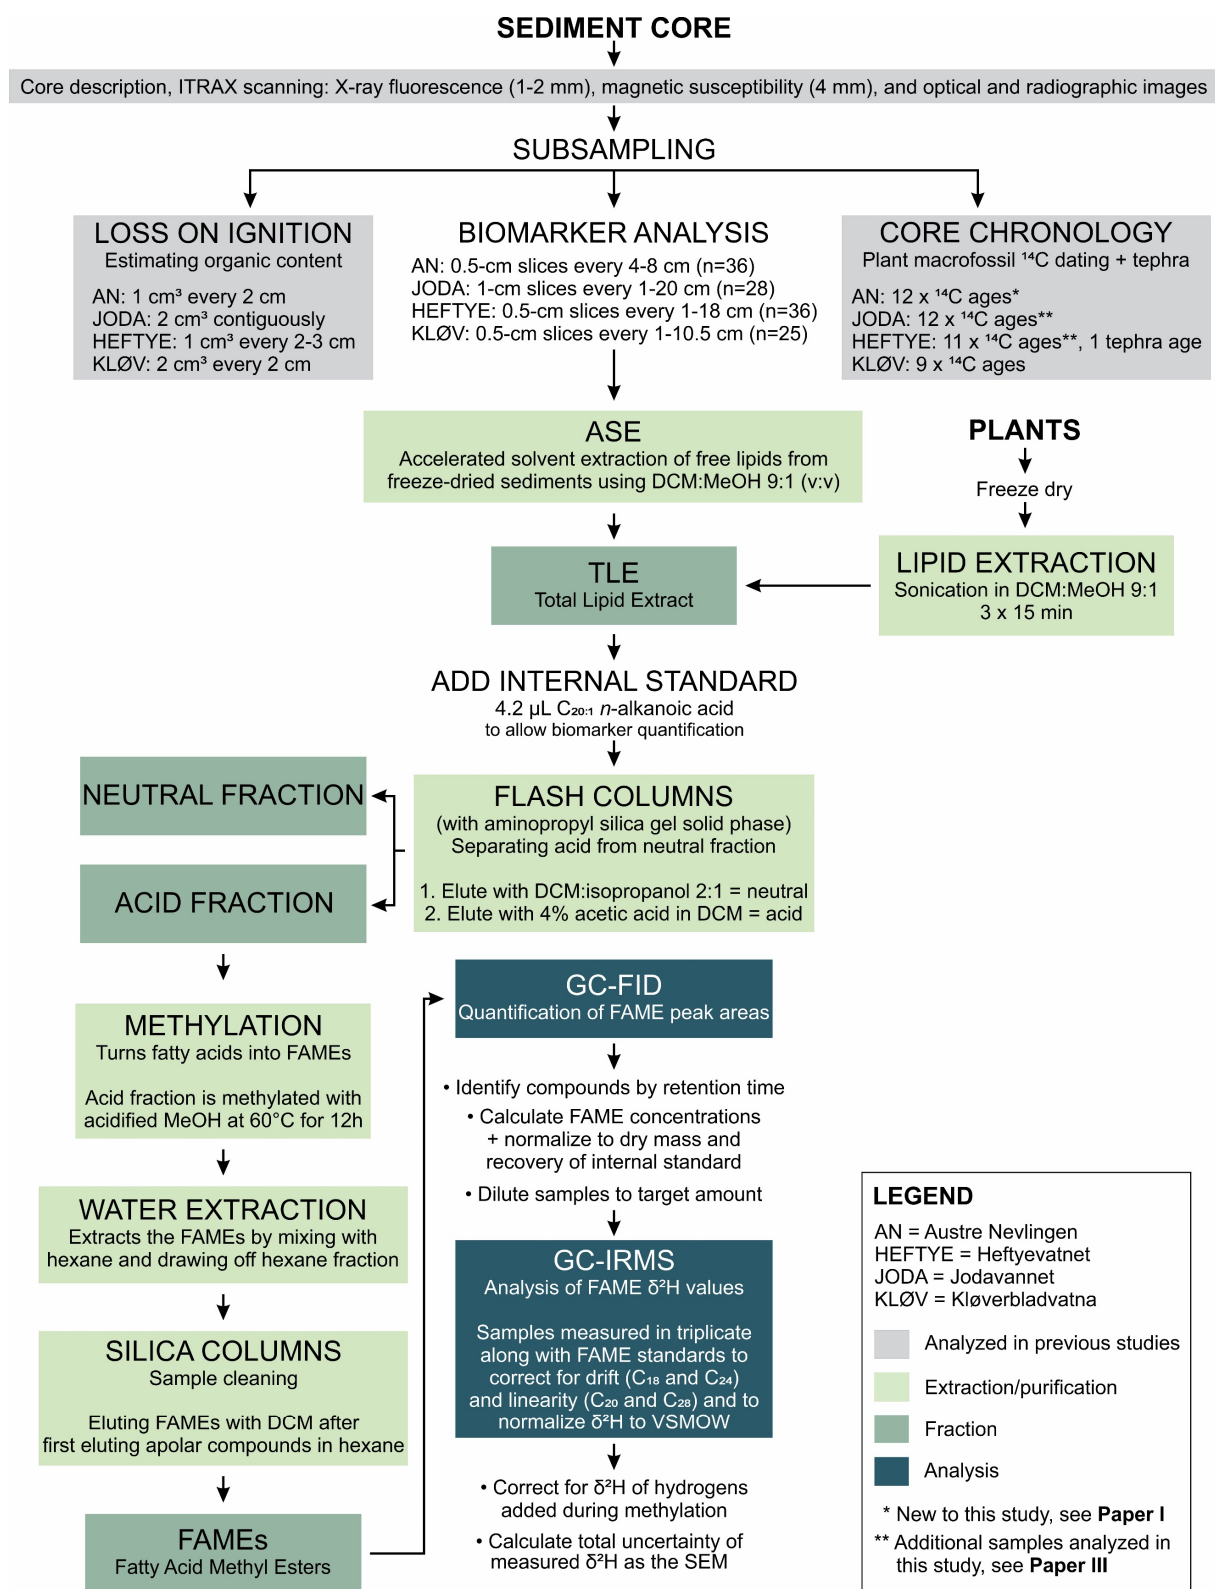 SEDIMENT CORE
Core description, ITRAX scanning: X-ray fluorescence (1-2 mm), magnetic susceptibility (4 mm), and optical and radiographic images
SUBSAMPLING
LOSS ON IGNITION
Estimating organic content
AN: 1 cm³ every 2 cm
JODA: 2 cm³ contiguously
HEFTYE: 1 cm³ every 2-3 cm
KLØV: 2 cm³ every 2 cm
BIOMARKER ANALYSIS
AN: 0.5-cm slices every 4-8 cm (n=36)
JODA: 1-cm slices every 1-20 cm (n=28)
HEFTYE: 0.5-cm slices every 1-18 cm (n=36)
KLØV: 0.5-cm slices every 1-10.5 cm (n=25)
CORE CHRONOLOGY
Plant macrofossil ¹⁴C dating + tephra
AN: 12 x ¹⁴C ages*
JODA: 12 x ¹⁴C ages**
HEFTYE: 11 x ¹⁴C ages**, 1 tephra age
KLØV: 9 x ¹⁴C ages
ASE
Accelerated solvent extraction of free lipids from
freeze-dried sediments using DCM:MeOH 9:1 (v:v)
PLANTS
Freeze dry
LIPID EXTRACTION
Sonication in DCM:MeOH 9:1
3 x 15 min
TLE
Total Lipid Extract
ADD INTERNAL STANDARD
4.2 µL C₂₀:₁ n-alkanoic acid
to allow biomarker quantification
FLASH COLUMNS
(with aminopropyl silica gel solid phase)
Separating acid from neutral fraction
1. Elute with DCM:isopropanol 2:1 = neutral
2. Elute with 4% acetic acid in DCM = acid
NEUTRAL FRACTION
ACID FRACTION
METHYLATION
Turns fatty acids into FAMEs
Acid fraction is methylated with
acidified MeOH at 60°C for 12h
WATER EXTRACTION
Extracts the FAMEs by mixing with
hexane and drawing off hexane fraction
SILICA COLUMNS
Sample cleaning
Eluting FAMEs with DCM after
first eluting apolar compounds in hexane
FAMEs
Fatty Acid Methyl Esters
GC-FID
Quantification of FAME peak areas
• Identify compounds by retention time
• Calculate FAME concentrations
+ normalize to dry mass and
recovery of internal standard
• Dilute samples to target amount
GC-IRMS
Analysis of FAME δ²H values
Samples measured in triplicate
along with FAME standards to
correct for drift (C₁₈ and C₂₄)
and linearity (C₂₀ and C₂₈) and to
normalize δ²H to VSMOW
• Correct for δ²H of hydrogens
added during methylation
• Calculate total uncertainty of
measured δ²H as the SEM
LEGEND
AN = Austre Nevlingen
HEFTYE = Heftyevatnet
JODA = Jodavannet
KLØV = Kløverbladvatna
Analyzed in previous studies
Extraction/purification
Fraction
Analysis
* New to this study, see Paper I
** Additional samples analyzed in
this study, see Paper III